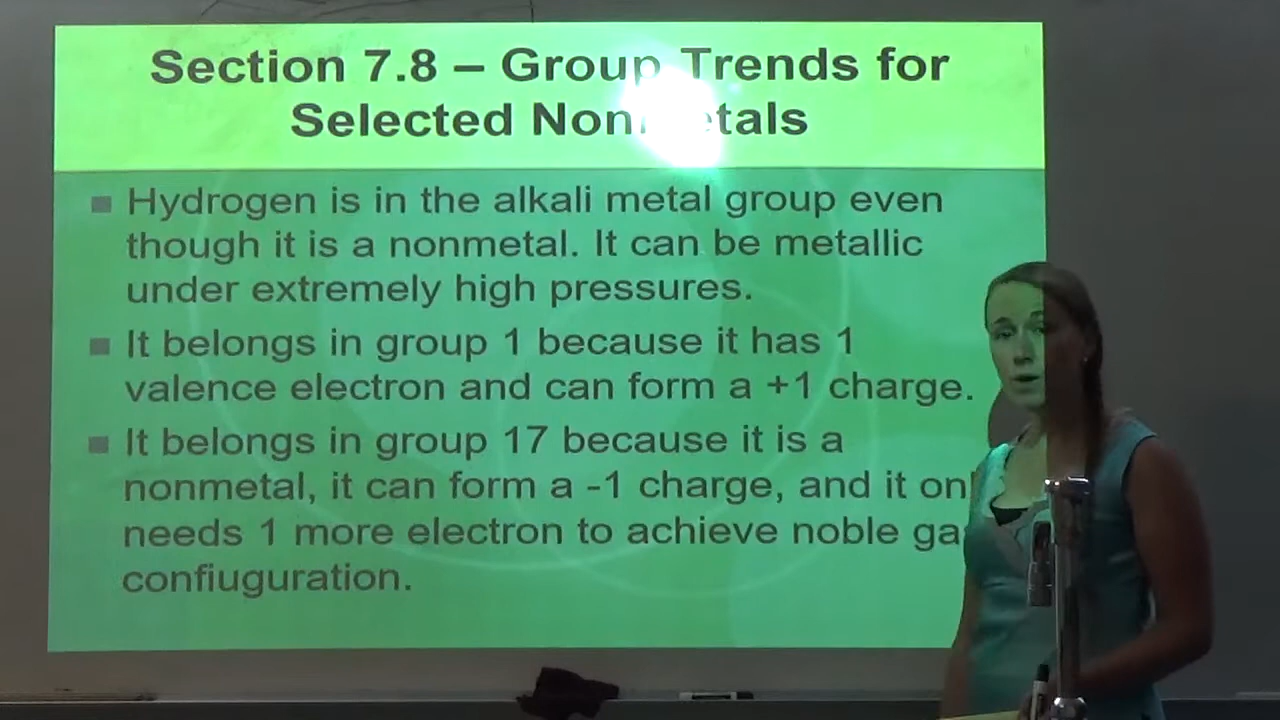 Section 7.8 – Group Trends for
Selected Nonmetals
Hydrogen is in the alkali metal group even
though it is a nonmetal. It can be metallic
under extremely high pressures.
It belongs in group 1 because it has 1
valence electron and can form a +1 charge.
It belongs in group 17 because it is a
nonmetal, it can form a -1 charge, and it
needs 1 more electron to achieve noble
confiuguration.